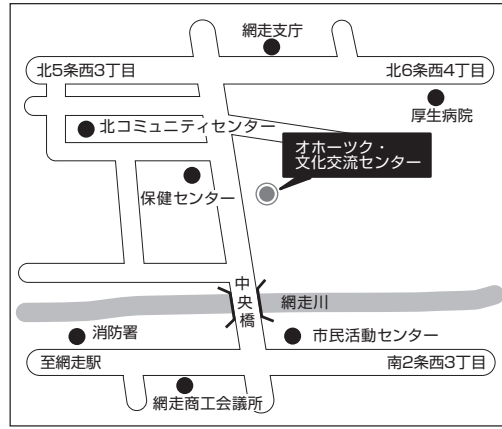 網走支庁
北5条西3丁目
北6条西4丁目
厚生病院
北コミュニティセンター
オホーツク・
文化交流センター
保健センター
中央橋
網走川
消防署
市民活動センター
至網走駅
南2条西3丁目
網走商工会議所